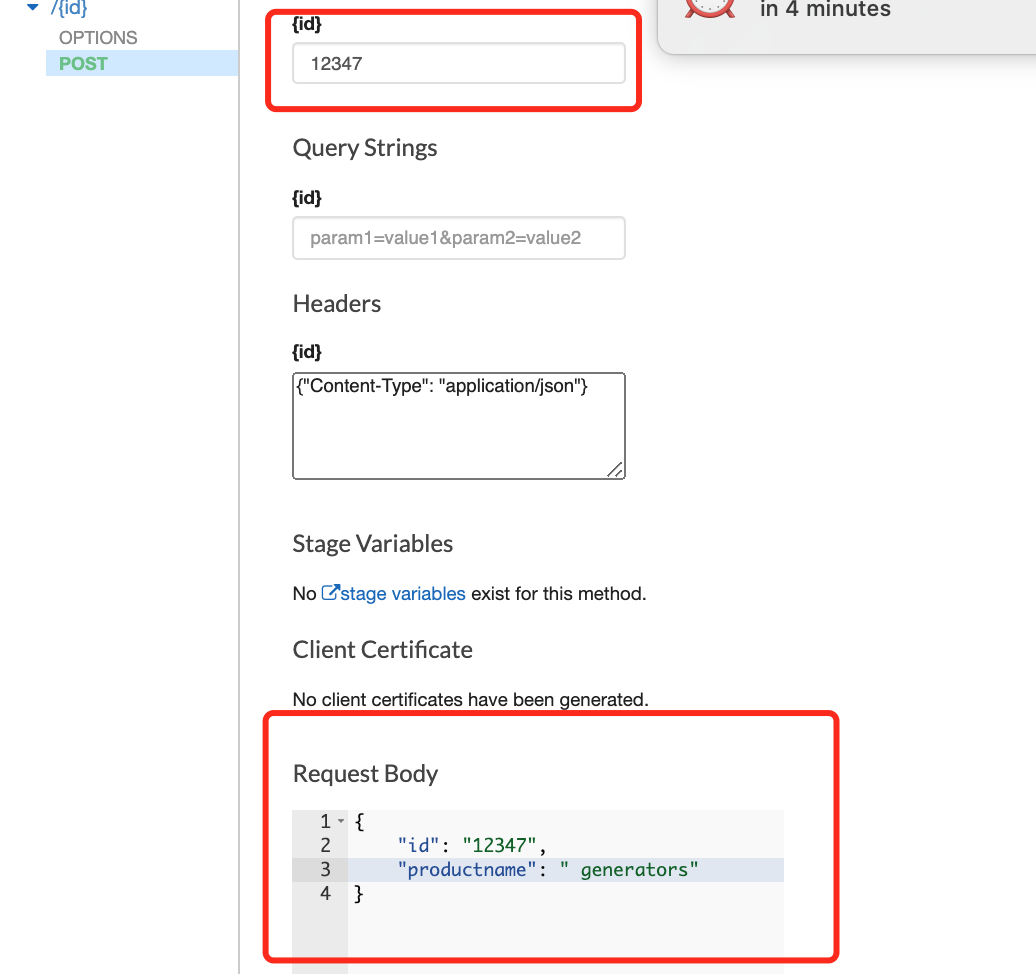 /{id}
OPTIONS
POST
in 4 minutes
{id}
12347
Query Strings
{id}
param1=value1&param2=value2
Headers
{id}
{"Content-Type": "application/json"}
Stage Variables
No stage variables exist for this method.
Client Certificate
No client certificates have been generated.
Request Body
1 {
2 "id": "12347",
3 "productname": " generators"
4 }